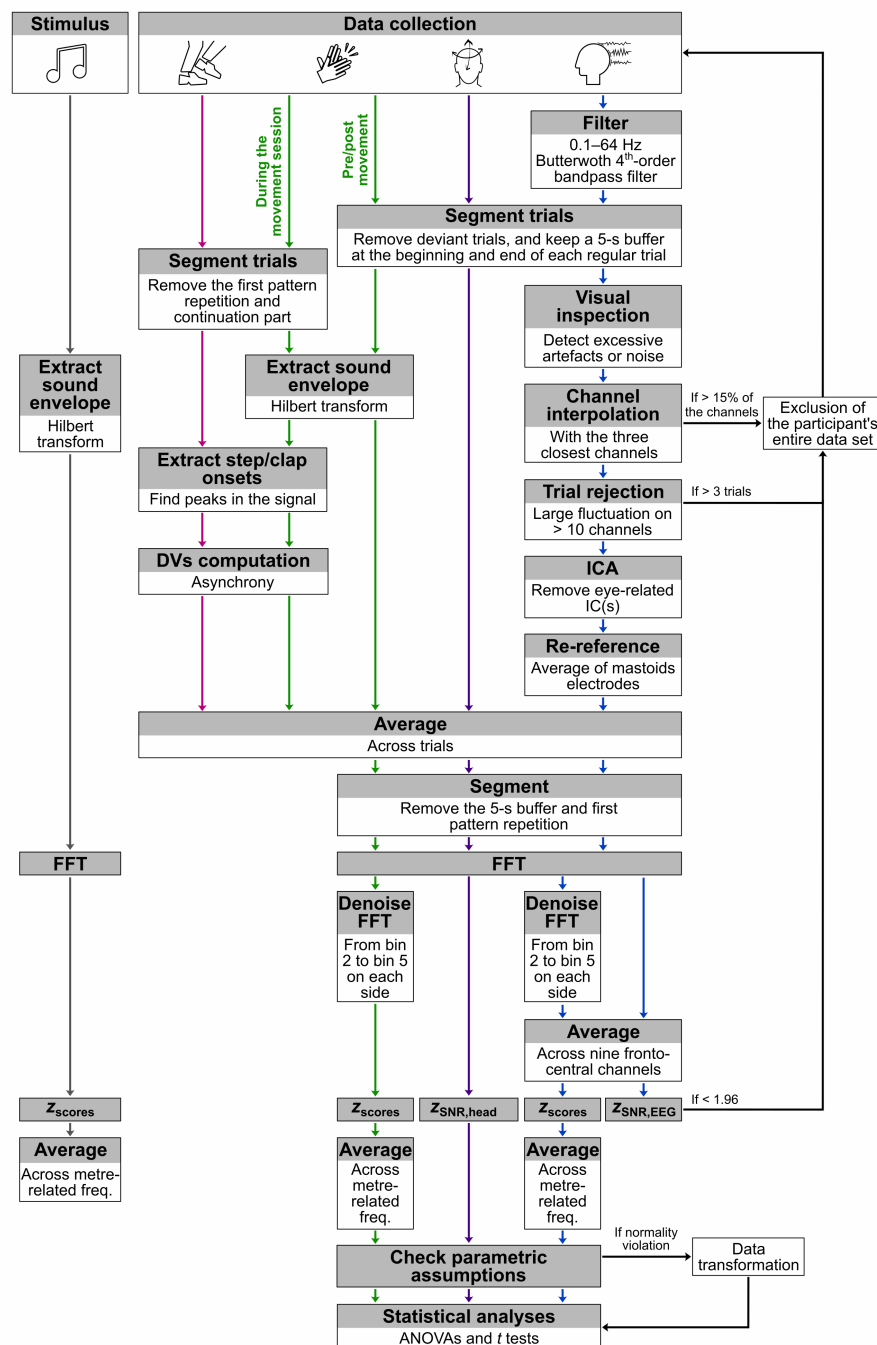 Stimulus
Data collection
During the
movement session
Pre/post
movement
Filter
0.1–64 Hz
Butterwoth 4th-order
bandpass filter
Segment trials
Remove deviant trials, and keep a 5-s buffer
at the beginning and end of each regular trial
Segment trials
Remove the first pattern
repetition and
continuation part
Visual
inspection
Detect excessive
artefacts or noise
Extract
sound
envelope
Hilbert
transform
Extract sound
envelope
Hilbert transform
Channel
interpolation
With the three
closest channels
If > 15% of
the channels
Exclusion of
the participant's
entire data set
Extract step/clap
onsets
Find peaks in the signal
Trial rejection
Large fluctuation on
> 10 channels
If > 3 trials
DVs computation
Asynchrony
ICA
Remove eye-related
IC(s)
Re-reference
Average of mastoids
electrodes
Average
Across trials
Segment
Remove the 5-s buffer and first
pattern repetition
FFT
FFT
Denoise
FFT
From bin
2 to bin 5
on each
side
Denoise
FFT
From bin
2 to bin 5
on each
side
Average
Across nine fronto-
central channels
zscores
zscores
zSNR,head
zscores
zSNR,EEG
If < 1.96
Average
Across metre-
related freq.
Average
Across
metre-
related
freq.
Average
Across
metre-
related
freq.
Check parametric
assumptions
If normality
violation
Data
transformation
Statistical analyses
ANOVAs and t tests